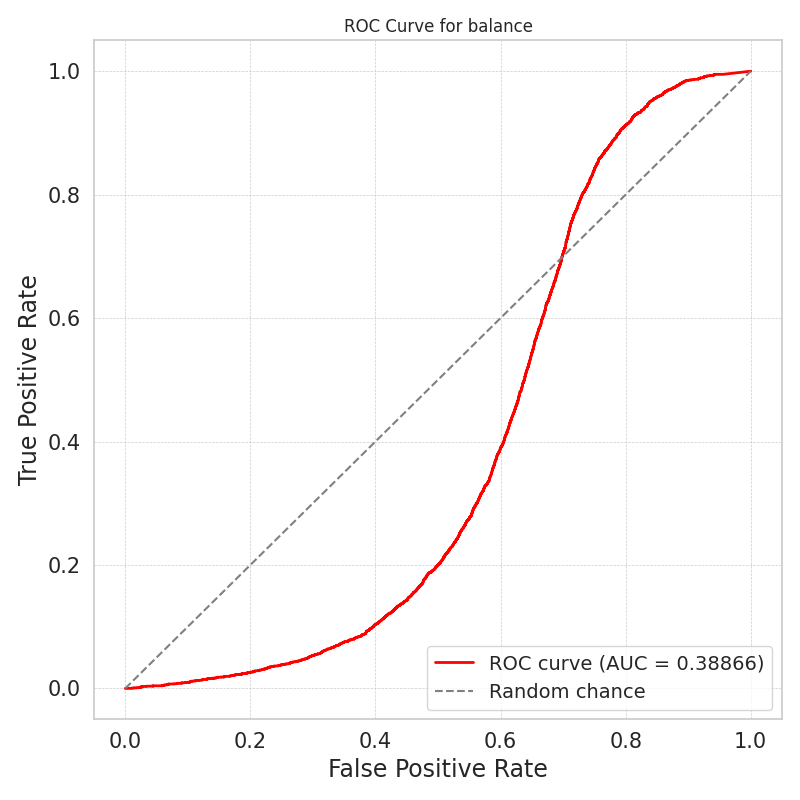 ROC Curve for balance
1.0
0.8
0.6
0.4
0.2
0.0
True Positive Rate
ROC curve (AUC = 0.38866)
Random chance
0.0 0.2 0.4 0.6 0.8 1.0
False Positive Rate